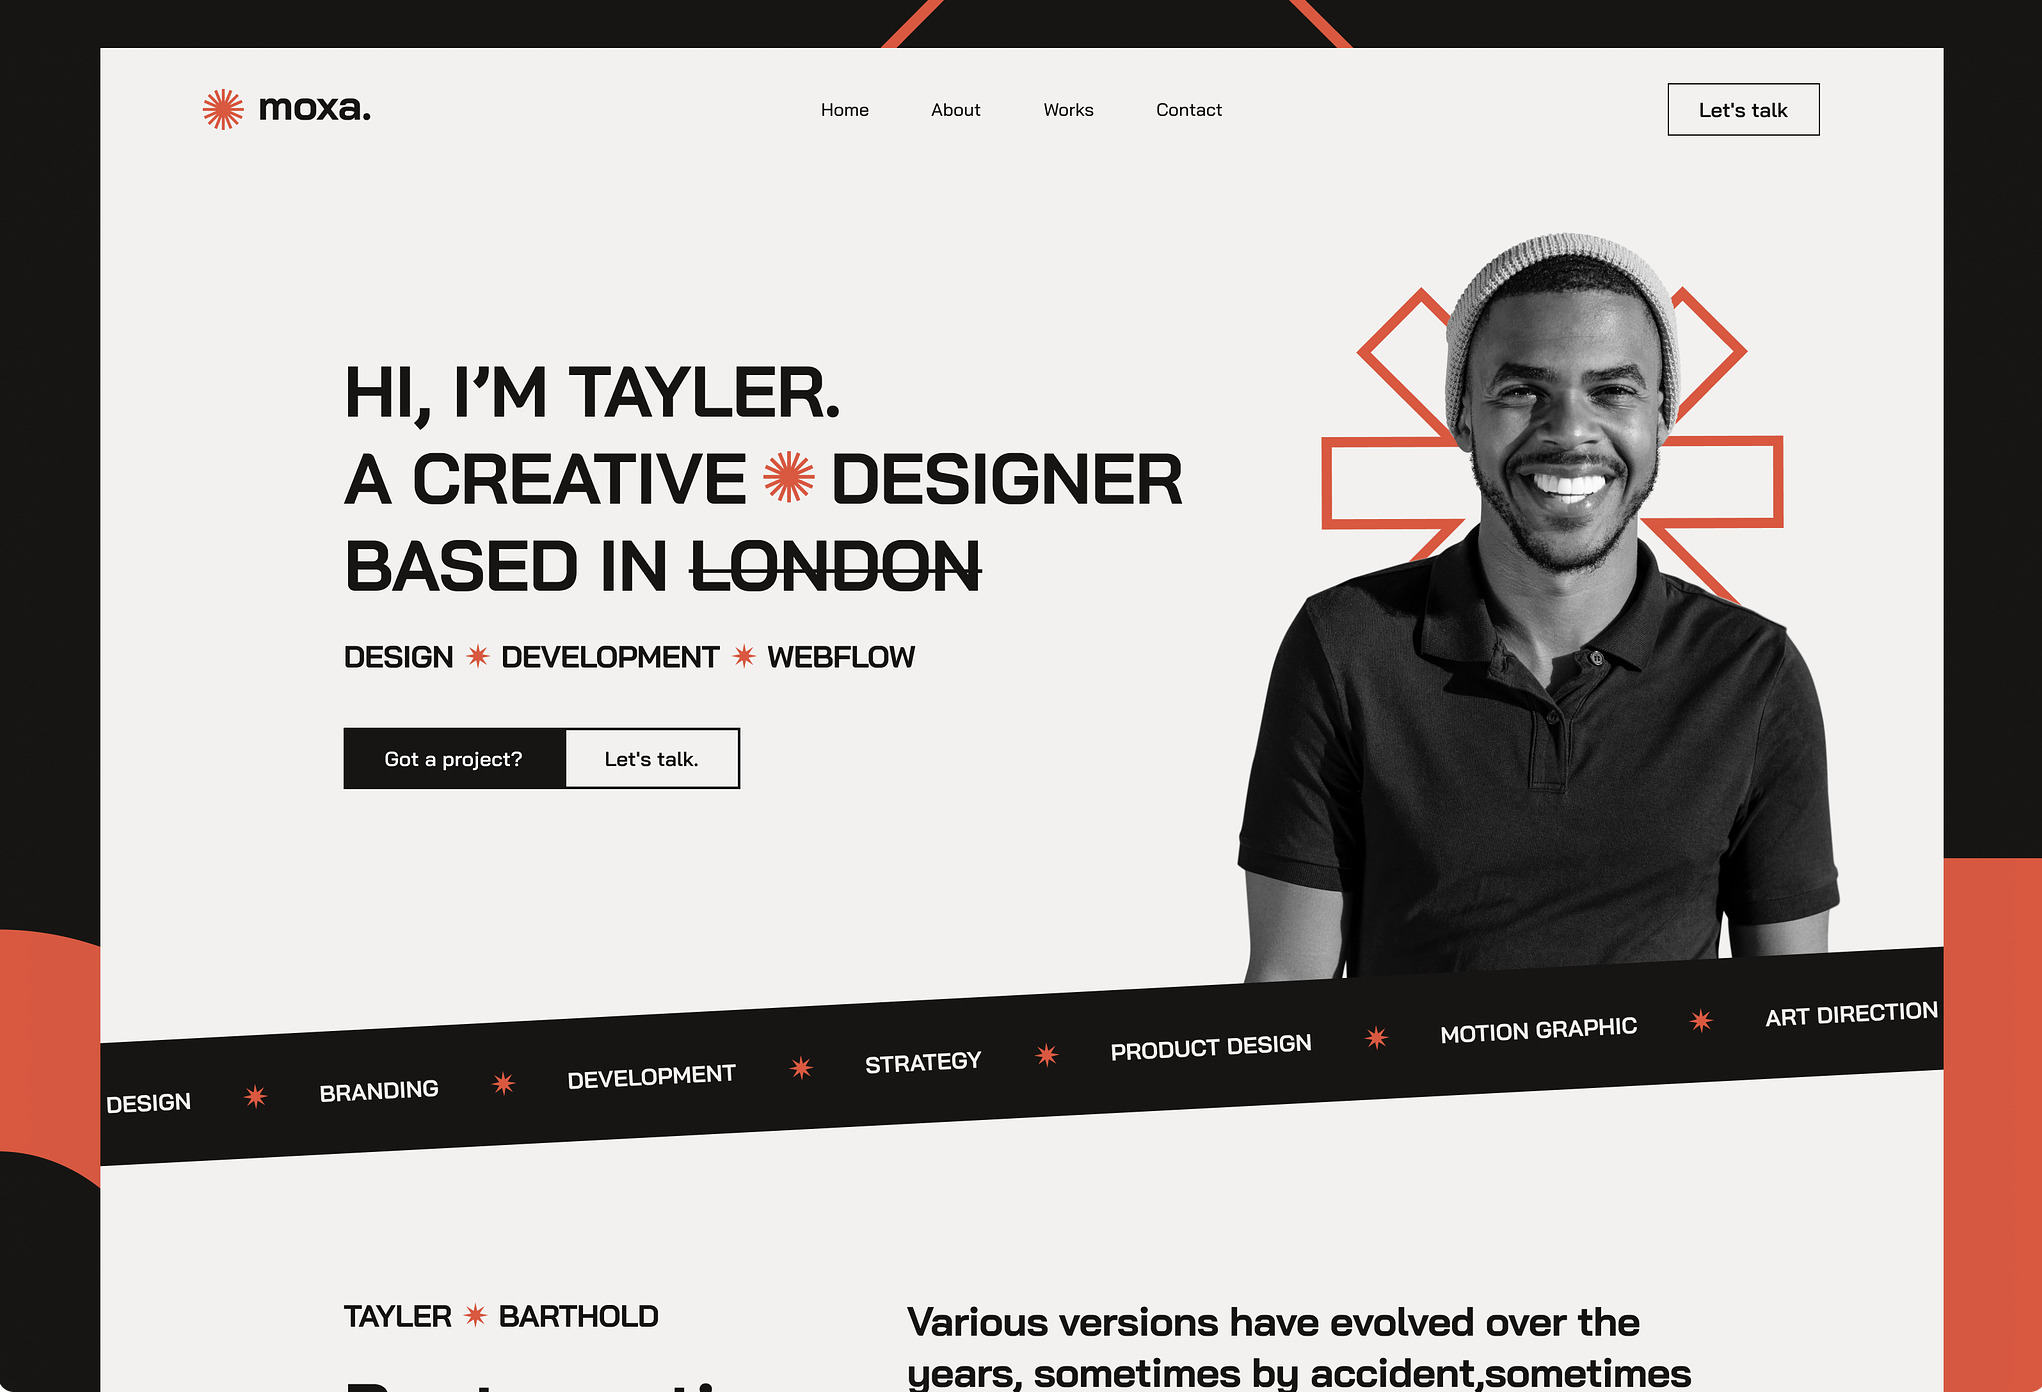 moxa.
Home About Works Contact
Let's talk
HI, I’M TAYLER.
A CREATIVE DESIGNER
BASED IN LONDON
DESIGN DEVELOPMENT WEBFLOW
Got a project? Let's talk.
DESIGN BRANDING DEVELOPMENT STRATEGY PRODUCT DESIGN MOTION GRAPHIC ART DIRECTION
TAYLER BARTHOLD
Various versions have evolved over the
years, sometimes by accident,sometimes